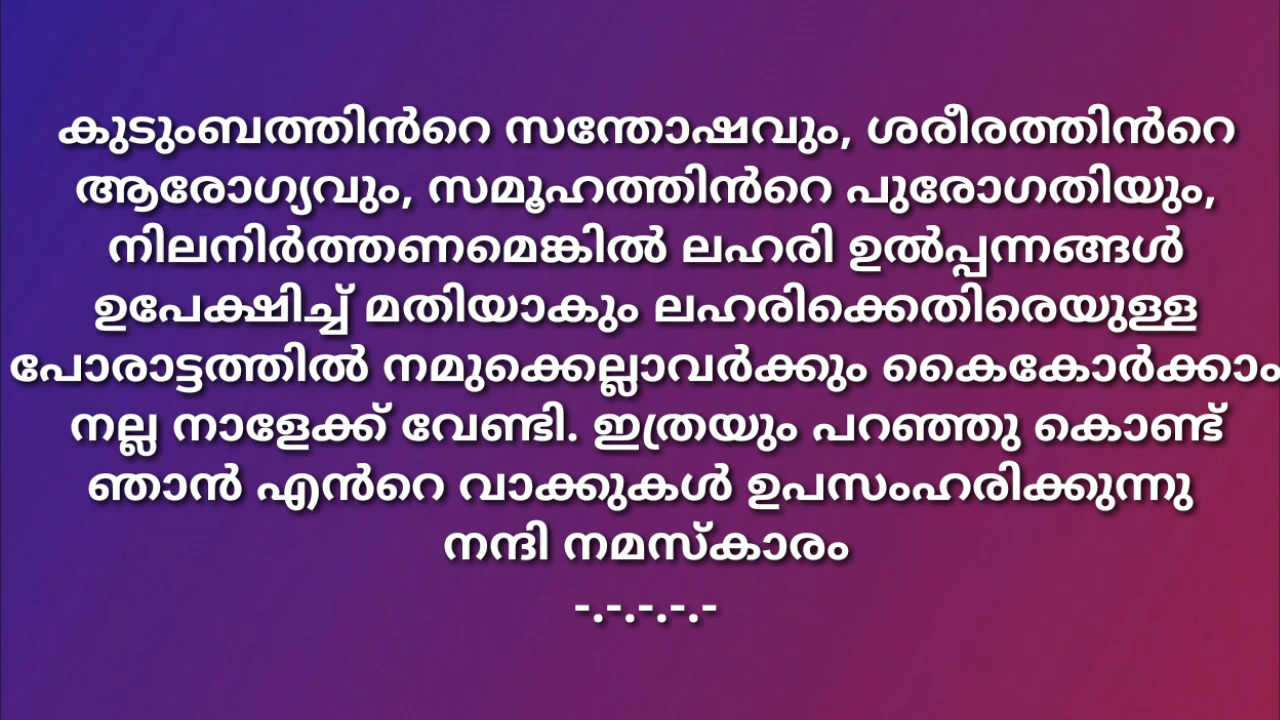 കുടുംബത്തിൻറെ സന്തോഷവും, ശരീരത്തിൻറെ
ആരോഗ്യവും, സമൂഹത്തിൻറെ പുരോഗതിയും,
നിലനിർത്തണമെങ്കിൽ ലഹരി ഉൽപ്പന്നങ്ങൾ
ഉപേക്ഷിച്ച് മതിയാകും ലഹരിക്കെതിരെയുള്ള
പോരാട്ടത്തിൽ നമുക്കെല്ലാവർക്കും കൈകോർക്കാം
നല്ല നാളേക്ക് വേണ്ടി. ഇത്രയും പറഞ്ഞു കൊണ്ട്
ഞാൻ എൻറെ വാക്കുകൾ ഉപസംഹരിക്കുന്നു
നന്ദി നമസ്കാരം
-.-.-.-.-